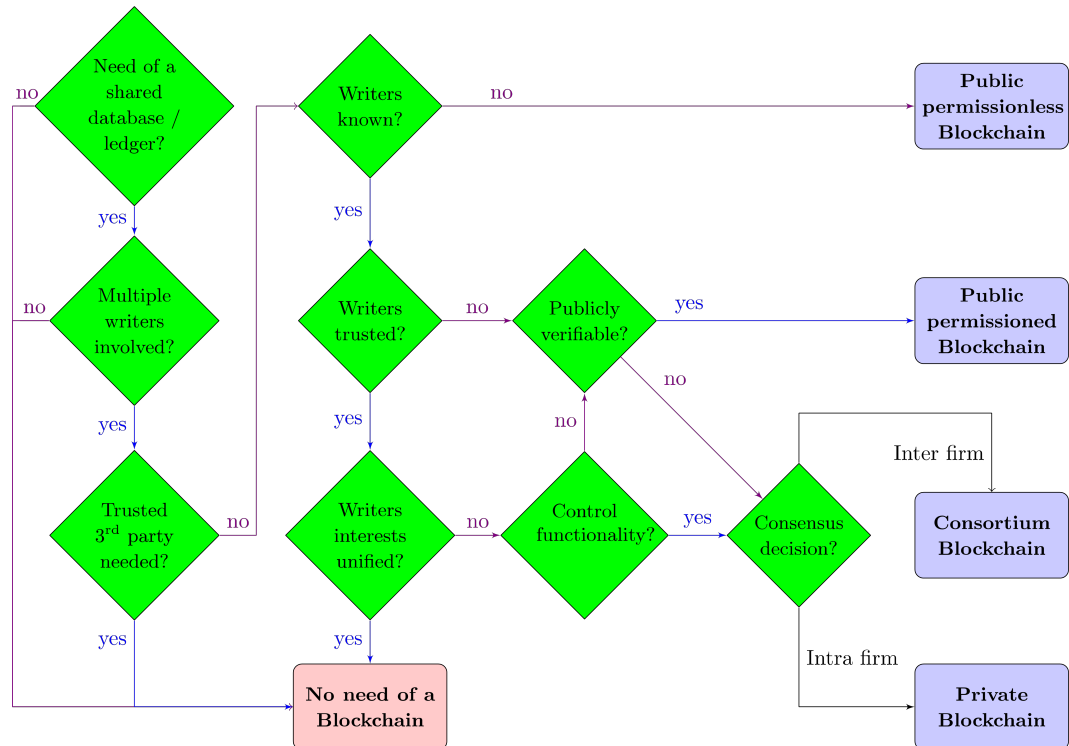 Need of a
shared
database /
ledger?
no
yes
Multiple
writers
involved?
no
yes
Trusted
3rd party
needed?
no
yes
Writers
known?
no
yes
Writers
trusted?
no
yes
Writers
interests
unified?
no
yes
No need of a
Blockchain
Publicly
verifiable?
yes
no
no
Control
functionality?
yes
Consensus
decision?
Inter firm
Intra firm
Public
permissionless
Blockchain
Public
permissioned
Blockchain
Consortium
Blockchain
Private
Blockchain